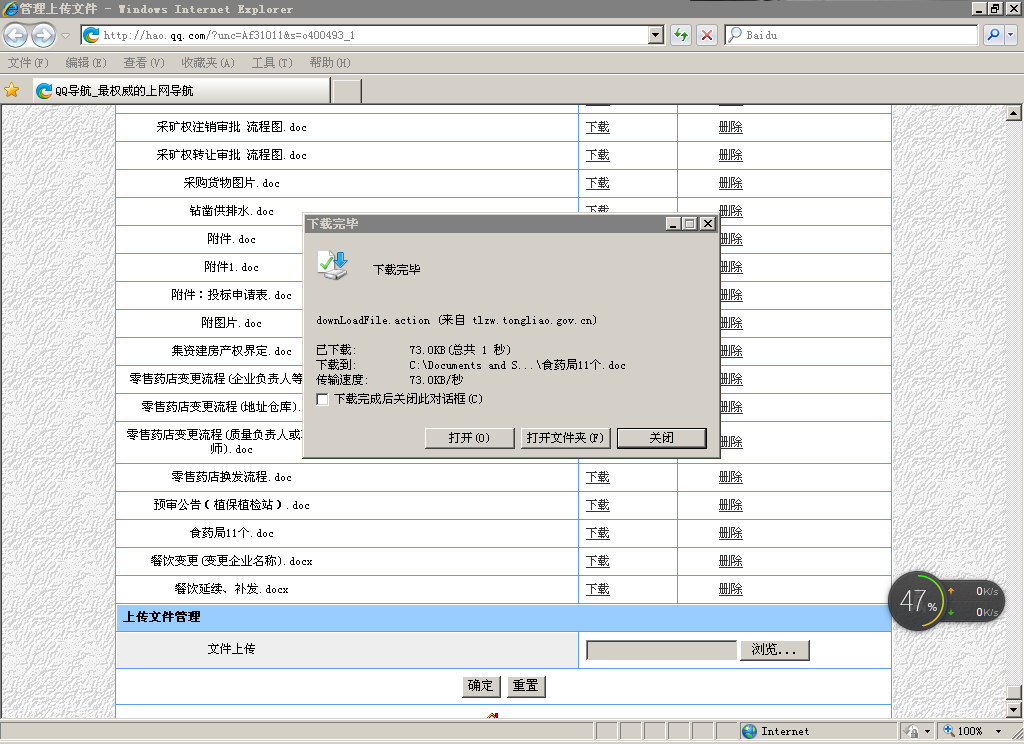 管理上传文件 - Windows Internet Explorer
http://hao.qq.com/?unc=Af31011&s=o400493_1
Baidu
文件(F) 编辑(E) 查看(V) 收藏夹(A) 工具(T) 帮助(H)
QQ导航_最权威的上网导航
采矿权注销审批 流程图.doc 下载 删除
采矿权转让审批 流程图.doc 下载 删除
采购货物图片.doc 下载 删除
钻凿供排水.doc 下载 删除
附件.doc 删除
附件1.doc 删除
附件：投标申请表.doc 删除
附图片.doc 删除
集资建房产权界定.doc 删除
零售药店变更流程(企业负责人等 删除
零售药店变更流程(地址仓库). 删除
零售药店变更流程(质量负责人或 删除
师).doc
下载完毕
下载完毕
downLoadFile.action (来自 tlzw.tongliao.gov.cn)
已下载: 73.0KB(总共 1 秒)
下载到: C:\Documents and S...\食药局11个.doc
传输速度: 73.0KB/秒
下载完成后关闭此对话框(C)
打开(O) 打开文件夹(F) 关闭
零售药店换发流程.doc 下载 删除
预审公告(植保植检站).doc 下载 删除
食药局11个.doc 下载 删除
餐饮变更(变更企业名称).docx 下载 删除
餐饮延续、补发.docx 下载 删除
47% 0K/s
0K/s
上传文件管理
文件上传 浏览...
确定 重置
Internet 100%